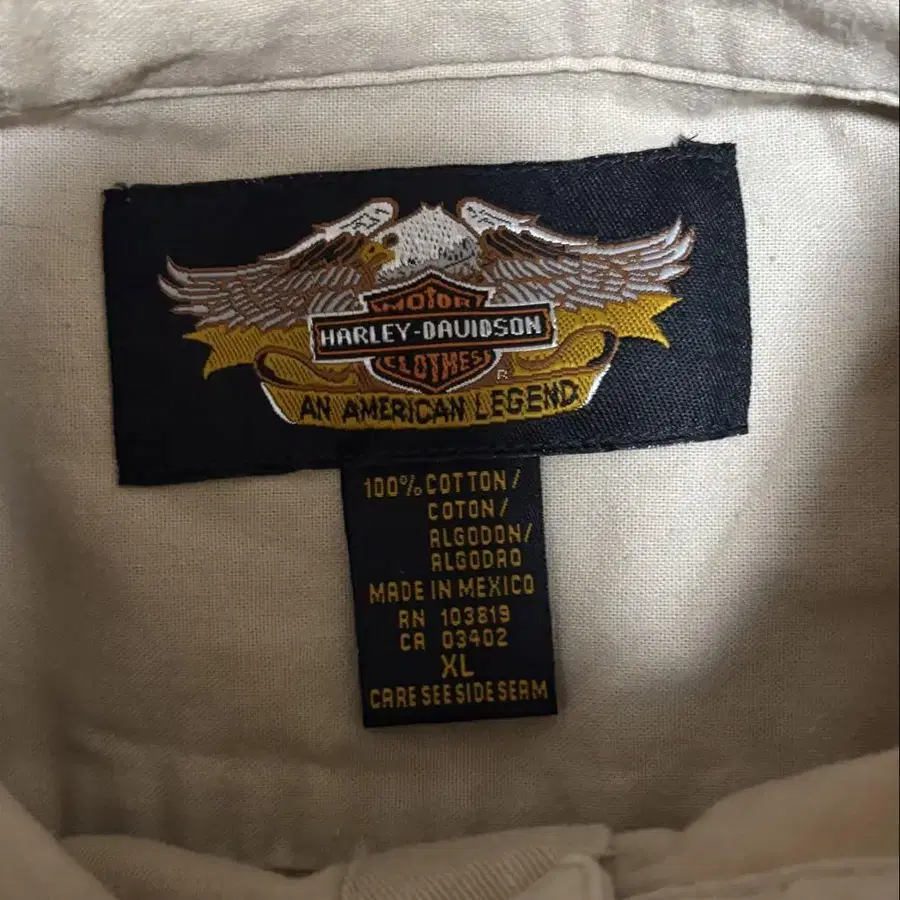 MOTOR
HARLEY-DAVIDSON
CLOTHES
®
AN AMERICAN LEGEND
100% COTTON/
COTON/
ALGODON/
ALGODAO
MADE IN MEXICO
RN 103819
CA 03402
XL
CARE SEE SIDE SEAM